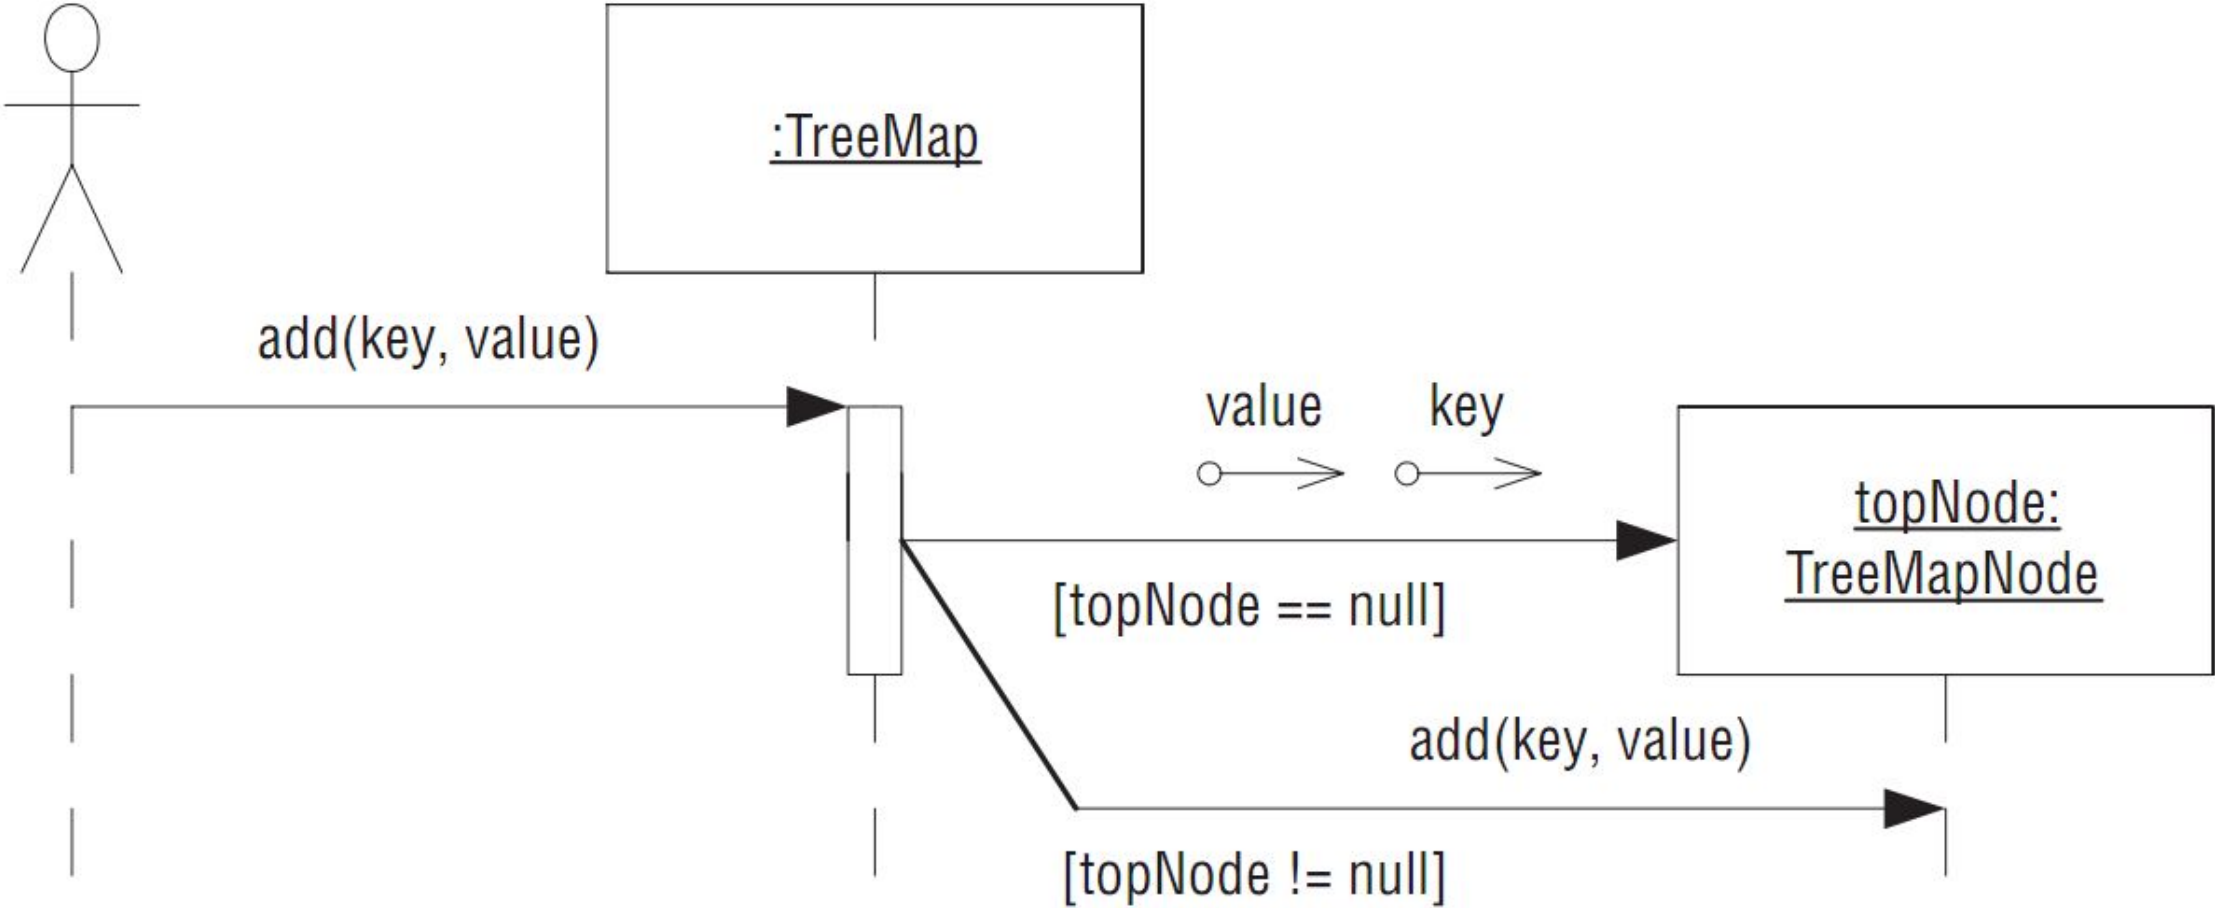 :TreeMap
add(key, value)
value
key
topNode:
TreeMapNode
[topNode == null]
add(key, value)
[topNode != null]